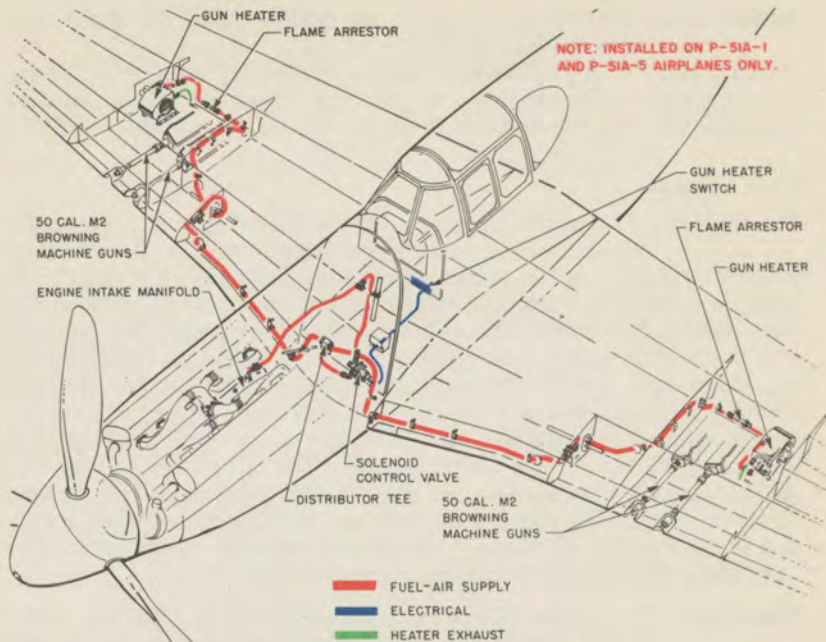 GUN HEATER
FLAME ARRESTOR
NOTE: INSTALLED ON P-51A-1
AND P-51A-5 AIRPLANES ONLY.
GUN HEATER
SWITCH
FLAME ARRESTOR
GUN HEATER
50 CAL. M2
BROWNING
MACHINE GUNS
ENGINE INTAKE MANIFOLD
SOLENOID
CONTROL VALVE
DISTRIBUTOR TEE
50 CAL. M2
BROWNING
MACHINE GUNS
FUEL-AIR SUPPLY
ELECTRICAL
HEATER EXHAUST